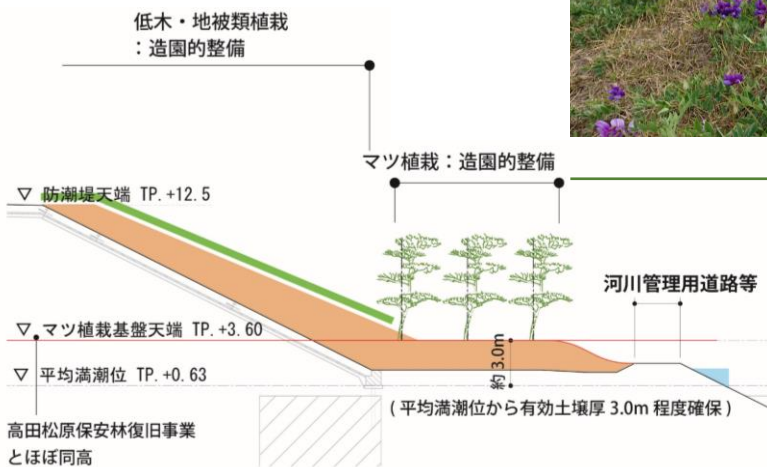 低木・地被類植栽
：造園的整備
マツ植栽：造園的整備
▽ 防潮堤天端 TP.+12.5
河川管理用道路等
▽ マツ植栽基盤天端 TP.+3.60
約3.0m
▽ 平均満潮位 TP.+0.63
(平均満潮位から有効土壌厚3.0m程度確保)
高田松原保安林復旧事業
とほぼ同高